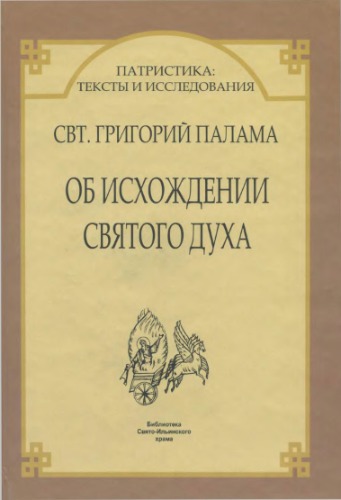 ПАТРИСТИКА:
ТЕКСТЫ И ИССЛЕДОВАНИЯ
СВТ. ГРИГОРИЙ ПАЛАМА
ОБ ИСХОЖДЕНИИ
СВЯТОГО ДУХА
Библиотека
Свято-Ильинского
храма